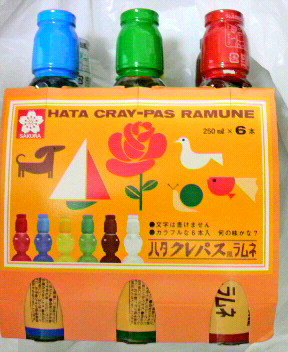 HATA CRAY-PAS RAMUNE
SAKURA
250ml×6本
●文字は書けません
●カラフルな6本入 何の味かな?
ハタ クレパス®ラムネ
ラムネ